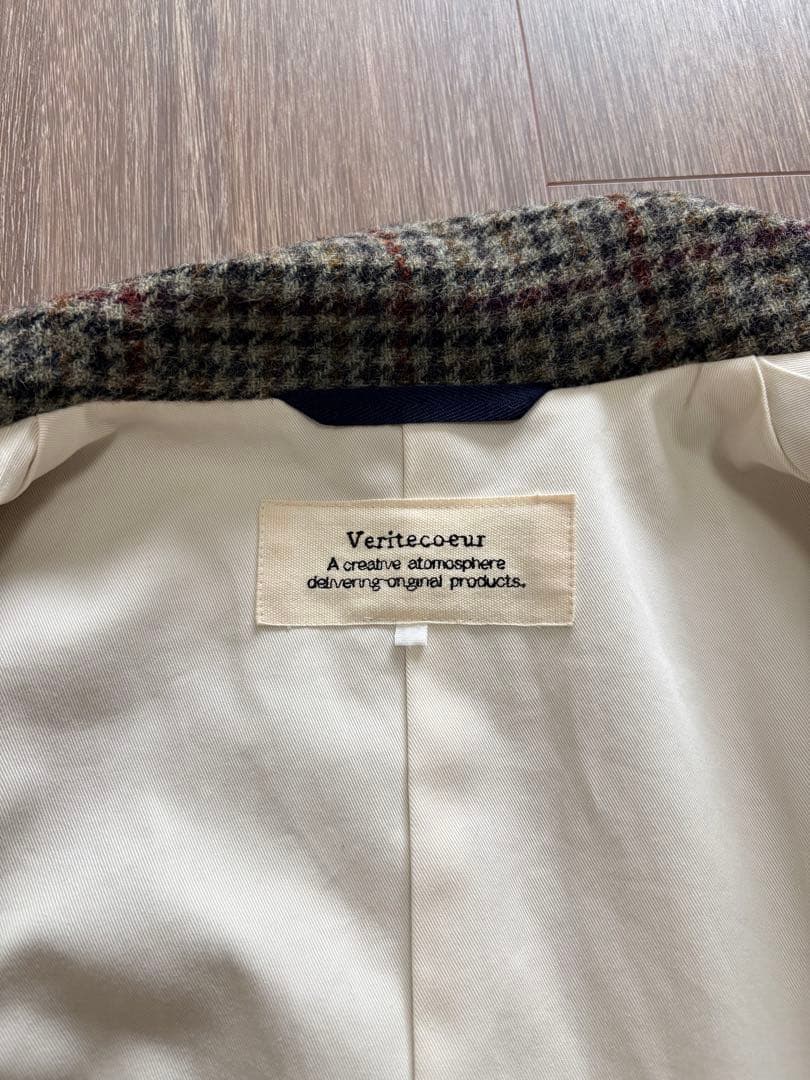 Veritecoeur
A creative atomosphere
delivering original products.